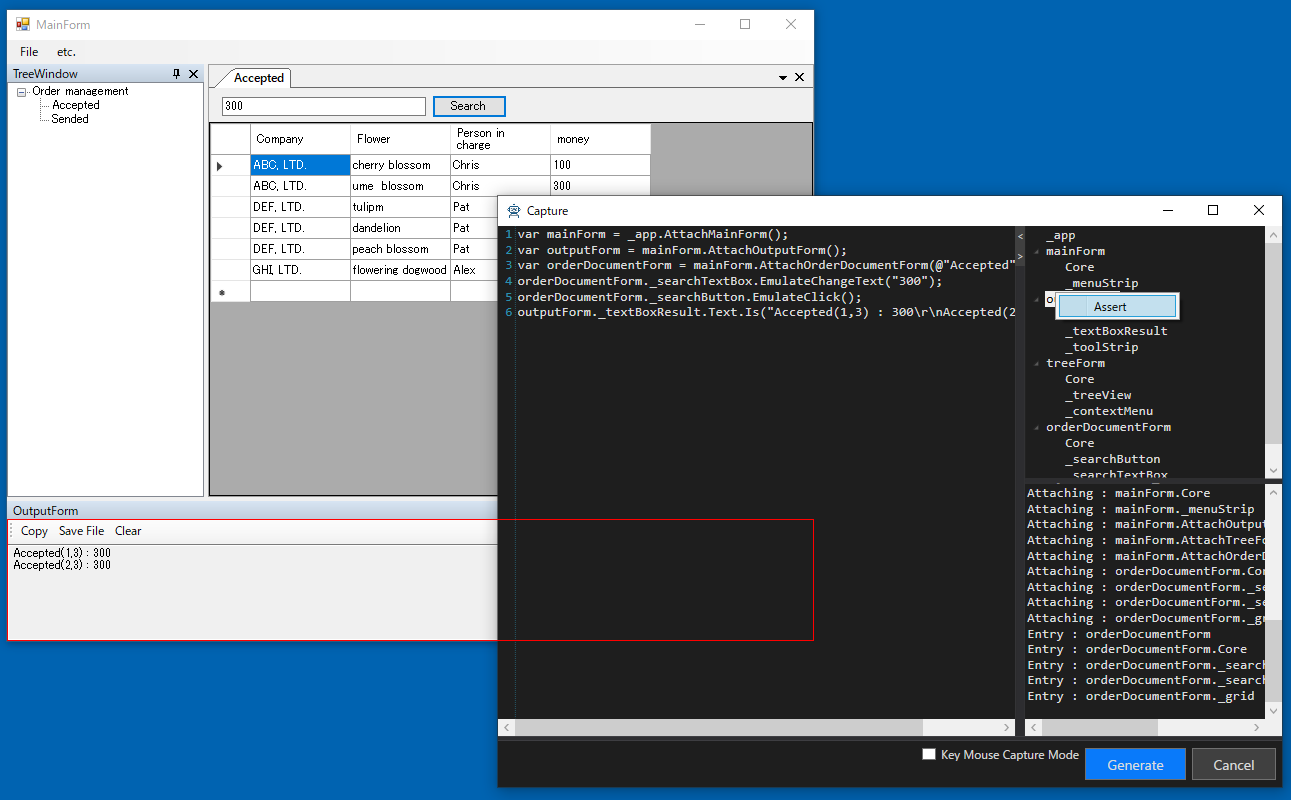 MainForm
File etc.
TreeWindow
Order management
Accepted
Sended
Accepted
300 Search
Company Flower Person in charge money
ABC, LTD. cherry blossom Chris 100
ABC, LTD. ume blossom Chris 300
DEF, LTD. tulipm Pat
DEF, LTD. dandelion Pat
DEF, LTD. peach blossom Pat
GHI, LTD. flowering dogwood Alex
OutputForm
Copy Save File Clear
Accepted(1,3) : 300
Accepted(2,3) : 300
Capture
1 var mainForm = _app.AttachMainForm();
2 var outputForm = mainForm.AttachOutputForm();
3 var orderDocumentForm = mainForm.AttachOrderDocumentForm(@"Accepted"
4 orderDocumentForm._searchTextBox.EmulateChangeText("300");
5 orderDocumentForm._searchButton.EmulateClick();
6 outputForm._textBoxResult.Text.Is("Accepted(1,3) : 300\r\nAccepted(2
_app
mainForm
Core
_menuStrip
o
Assert
_textBoxResult
_toolStrip
treeForm
Core
_treeView
_contextMenu
orderDocumentForm
Core
_searchButton
_searchTextBox
Attaching : mainForm.Core
Attaching : mainForm._menuStrip
Attaching : mainForm.AttachOutput
Attaching : mainForm.AttachTreeFo
Attaching : mainForm.AttachOrderD
Attaching : orderDocumentForm.Cor
Attaching : orderDocumentForm._se
Attaching : orderDocumentForm._se
Attaching : orderDocumentForm._gr
Entry : orderDocumentForm
Entry : orderDocumentForm.Core
Entry : orderDocumentForm._search
Entry : orderDocumentForm._search
Entry : orderDocumentForm._grid
Key Mouse Capture Mode
Generate Cancel